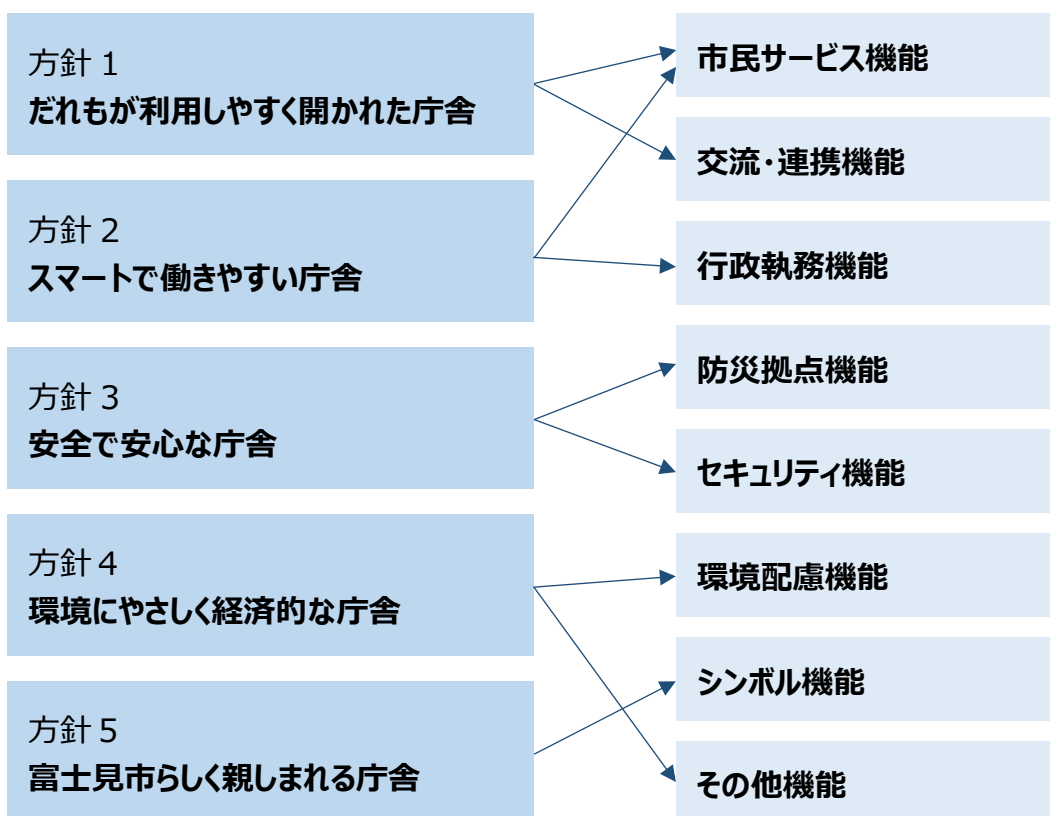 方針1
だれもが利用しやすく開かれた庁舎
方針2
スマートで働きやすい庁舎
方針3
安全で安心な庁舎
方針4
環境にやさしく経済的な庁舎
方針5
富士見市らしく親しまれる庁舎
市民サービス機能
交流・連携機能
行政執務機能
防災拠点機能
セキュリティ機能
環境配慮機能
シンボル機能
その他機能